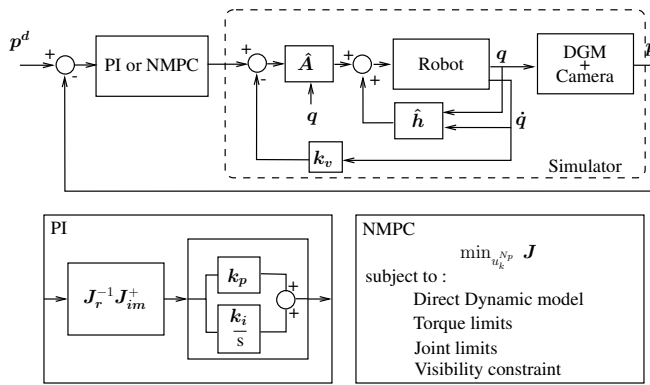 p^d
+
-
PI or NMPC
+
-
Â
q
+
+
Robot
q
q̇
DGM
+
Camera
ĥ
k_v
Simulator
PI
J_r^{-1} J_{im}^{+}
k_p
k_i
s
+
+
NMPC
min_{u_k^{N_p}} J
subject to :
Direct Dynamic model
Torque limits
Joint limits
Visibility constraint